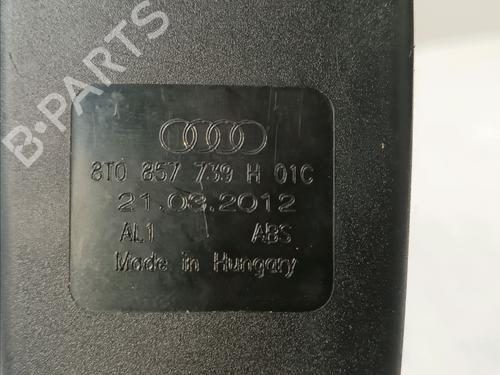 B-PARTS
8T0 857 739 H 01C
21.03.2012
AL1 ABS
Made in Hungary